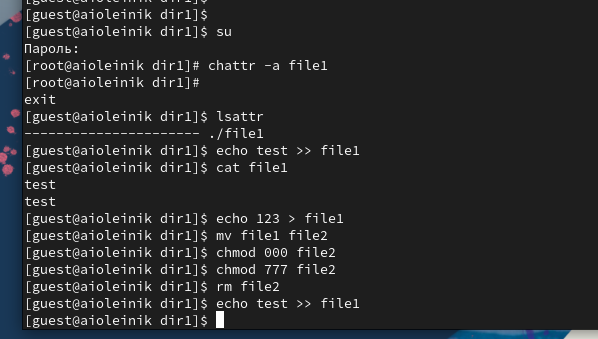 [guest@aioleinik dir1]$
[guest@aioleinik dir1]$
[guest@aioleinik dir1]$ su
Пароль:
[root@aioleinik dir1]# chattr -a file1
[root@aioleinik dir1]#
exit
[guest@aioleinik dir1]$ lsattr
---------------------- ./file1
[guest@aioleinik dir1]$ echo test >> file1
[guest@aioleinik dir1]$ cat file1
test
test
[guest@aioleinik dir1]$ echo 123 > file1
[guest@aioleinik dir1]$ mv file1 file2
[guest@aioleinik dir1]$ chmod 000 file2
[guest@aioleinik dir1]$ chmod 777 file2
[guest@aioleinik dir1]$ rm file2
[guest@aioleinik dir1]$ echo test >> file1
[guest@aioleinik dir1]$